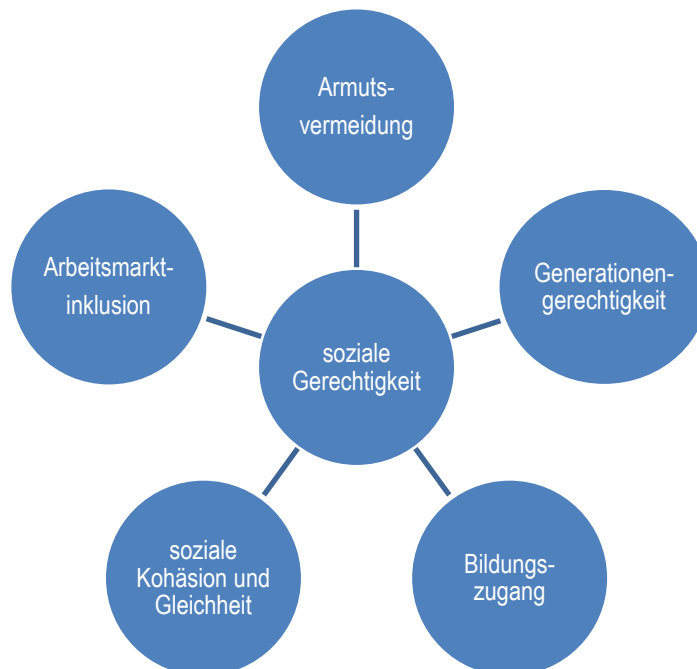 Armuts-
vermeidung
Arbeitsmarkt-
inklusion
Generationen-
gerechtigkeit
soziale
Gerechtigkeit
soziale
Kohäsion und
Gleichheit
Bildungs-
zugang